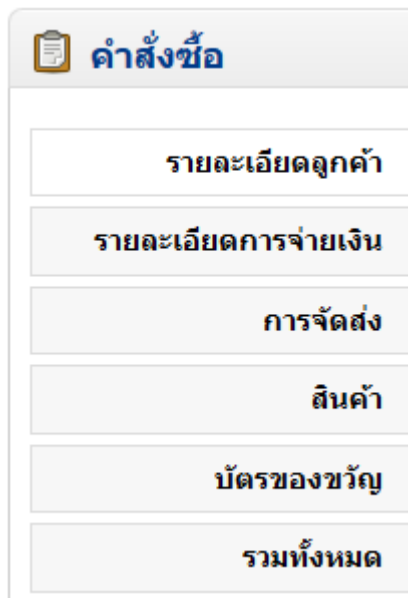 คำสั่งซื้อ
รายละเอียดลูกค้า
รายละเอียดการจ่ายเงิน
การจัดส่ง
สินค้า
บัตรของขวัญ
รวมทั้งหมด